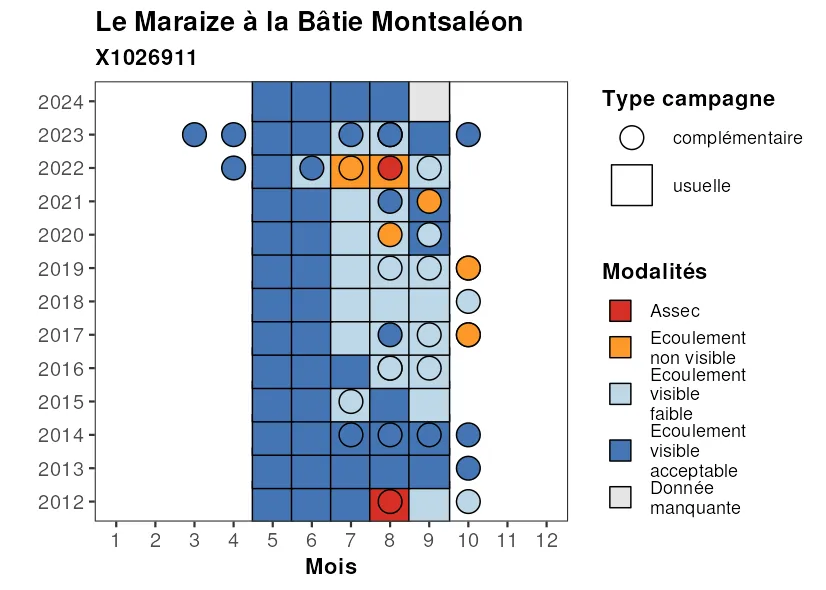 Le Maraize à la Bâtie Montsaléon
X1026911
2024
2023
2022
2021
2020
2019
2018
2017
2016
2015
2014
2013
2012
1 2 3 4 5 6 7 8 9 10 11 12
Mois
Type campagne
complémentaire
usuelle
Modalités
Assec
Ecoulement
non visible
Ecoulement
visible
faible
Ecoulement
visible
acceptable
Donnée
manquante